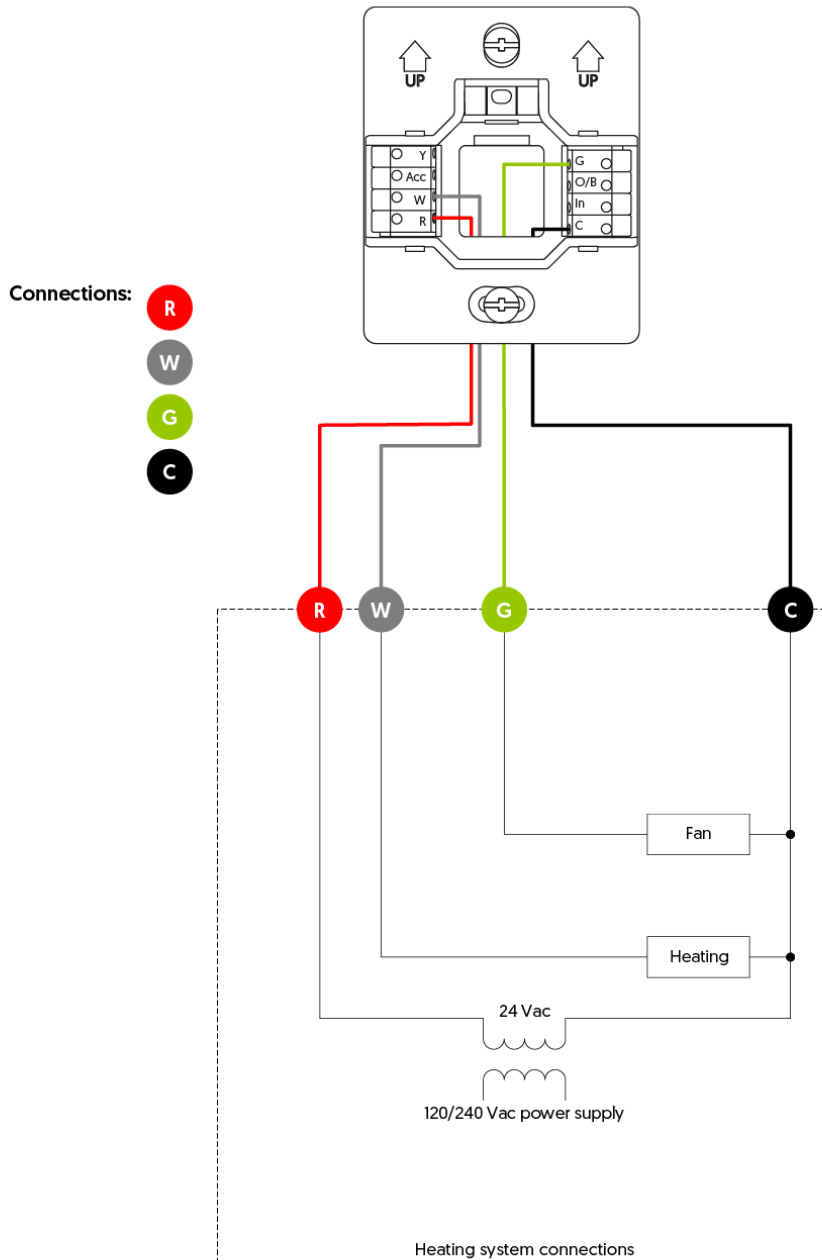 UP UP
Y G
Acc O/B
W In
R C
Connections:
R
W
G
C
R W G C
Fan
Heating
24 Vac
120/240 Vac power supply
Heating system connections